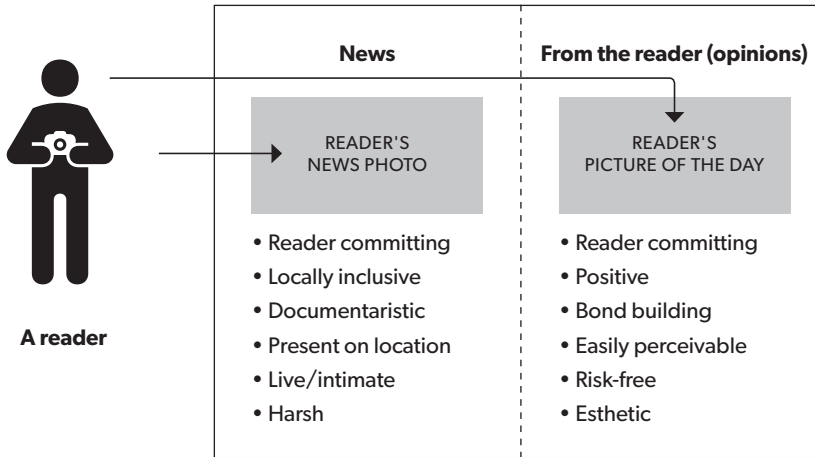 News
From the reader (opinions)
READER'S
NEWS PHOTO
READER'S
PICTURE OF THE DAY
A reader
• Reader committing
• Locally inclusive
• Documentaristic
• Present on location
• Live/intimate
• Harsh
• Reader committing
• Positive
• Bond building
• Easily perceivable
• Risk-free
• Esthetic